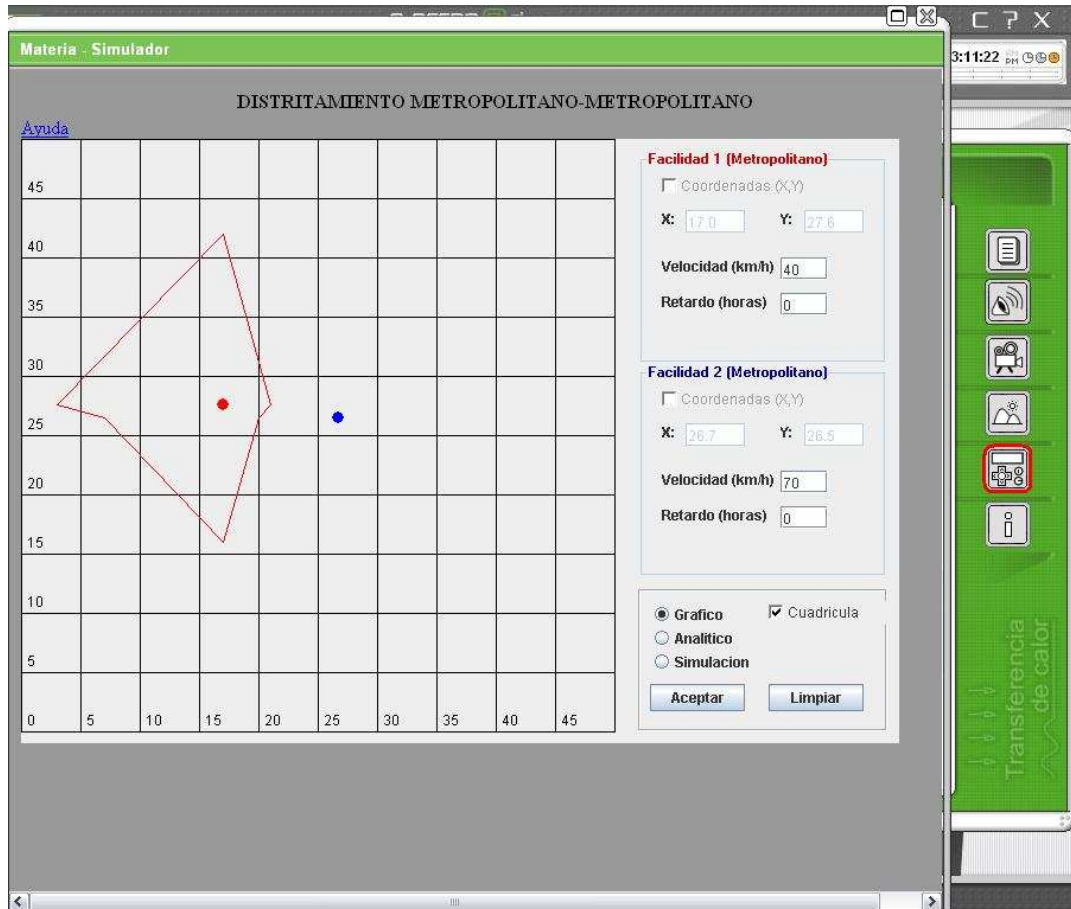 C ? X
Materia - Simulador
3:11:22 PM
DISTRITAMIENTO METROPOLITANO-METROPOLITANO
Ayuda
45
40
35
30
25
20
15
10
5
0 5 10 15 20 25 30 35 40 45
Facilidad 1 (Metropolitano)
Coordenadas (X,Y)
X: 17.0 Y: 27.6
Velocidad (km/h) 40
Retardo (horas) 0
Facilidad 2 (Metropolitano)
Coordenadas (X,Y)
X: 26.7 Y: 26.5
Velocidad (km/h) 70
Retardo (horas) 0
Grafico Cuadricula
Analítico
Simulacion
Aceptar Limpiar
Transferencia
de calor